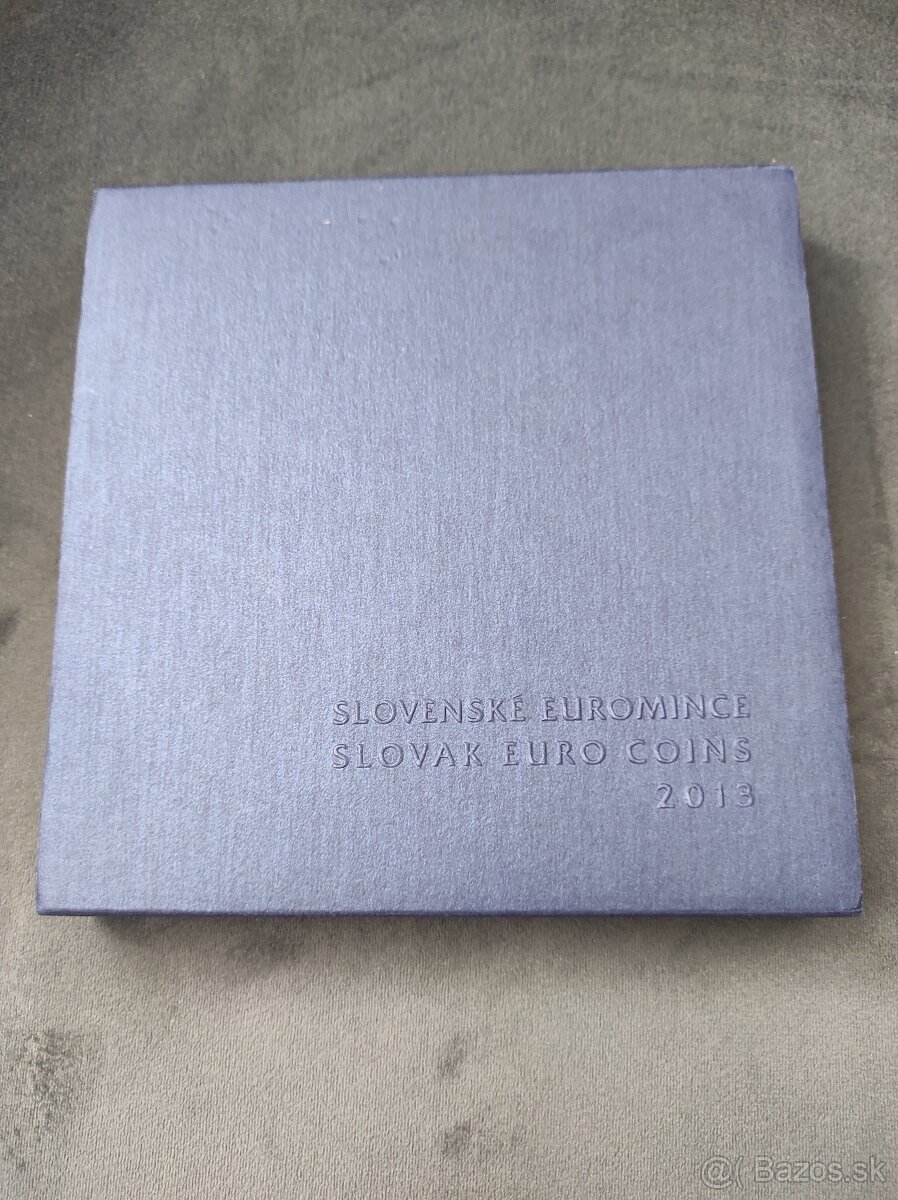 SLOVENSKÉ EUROMINCE
SLOVAK EURO COINS
2013
@( Bazos.sk